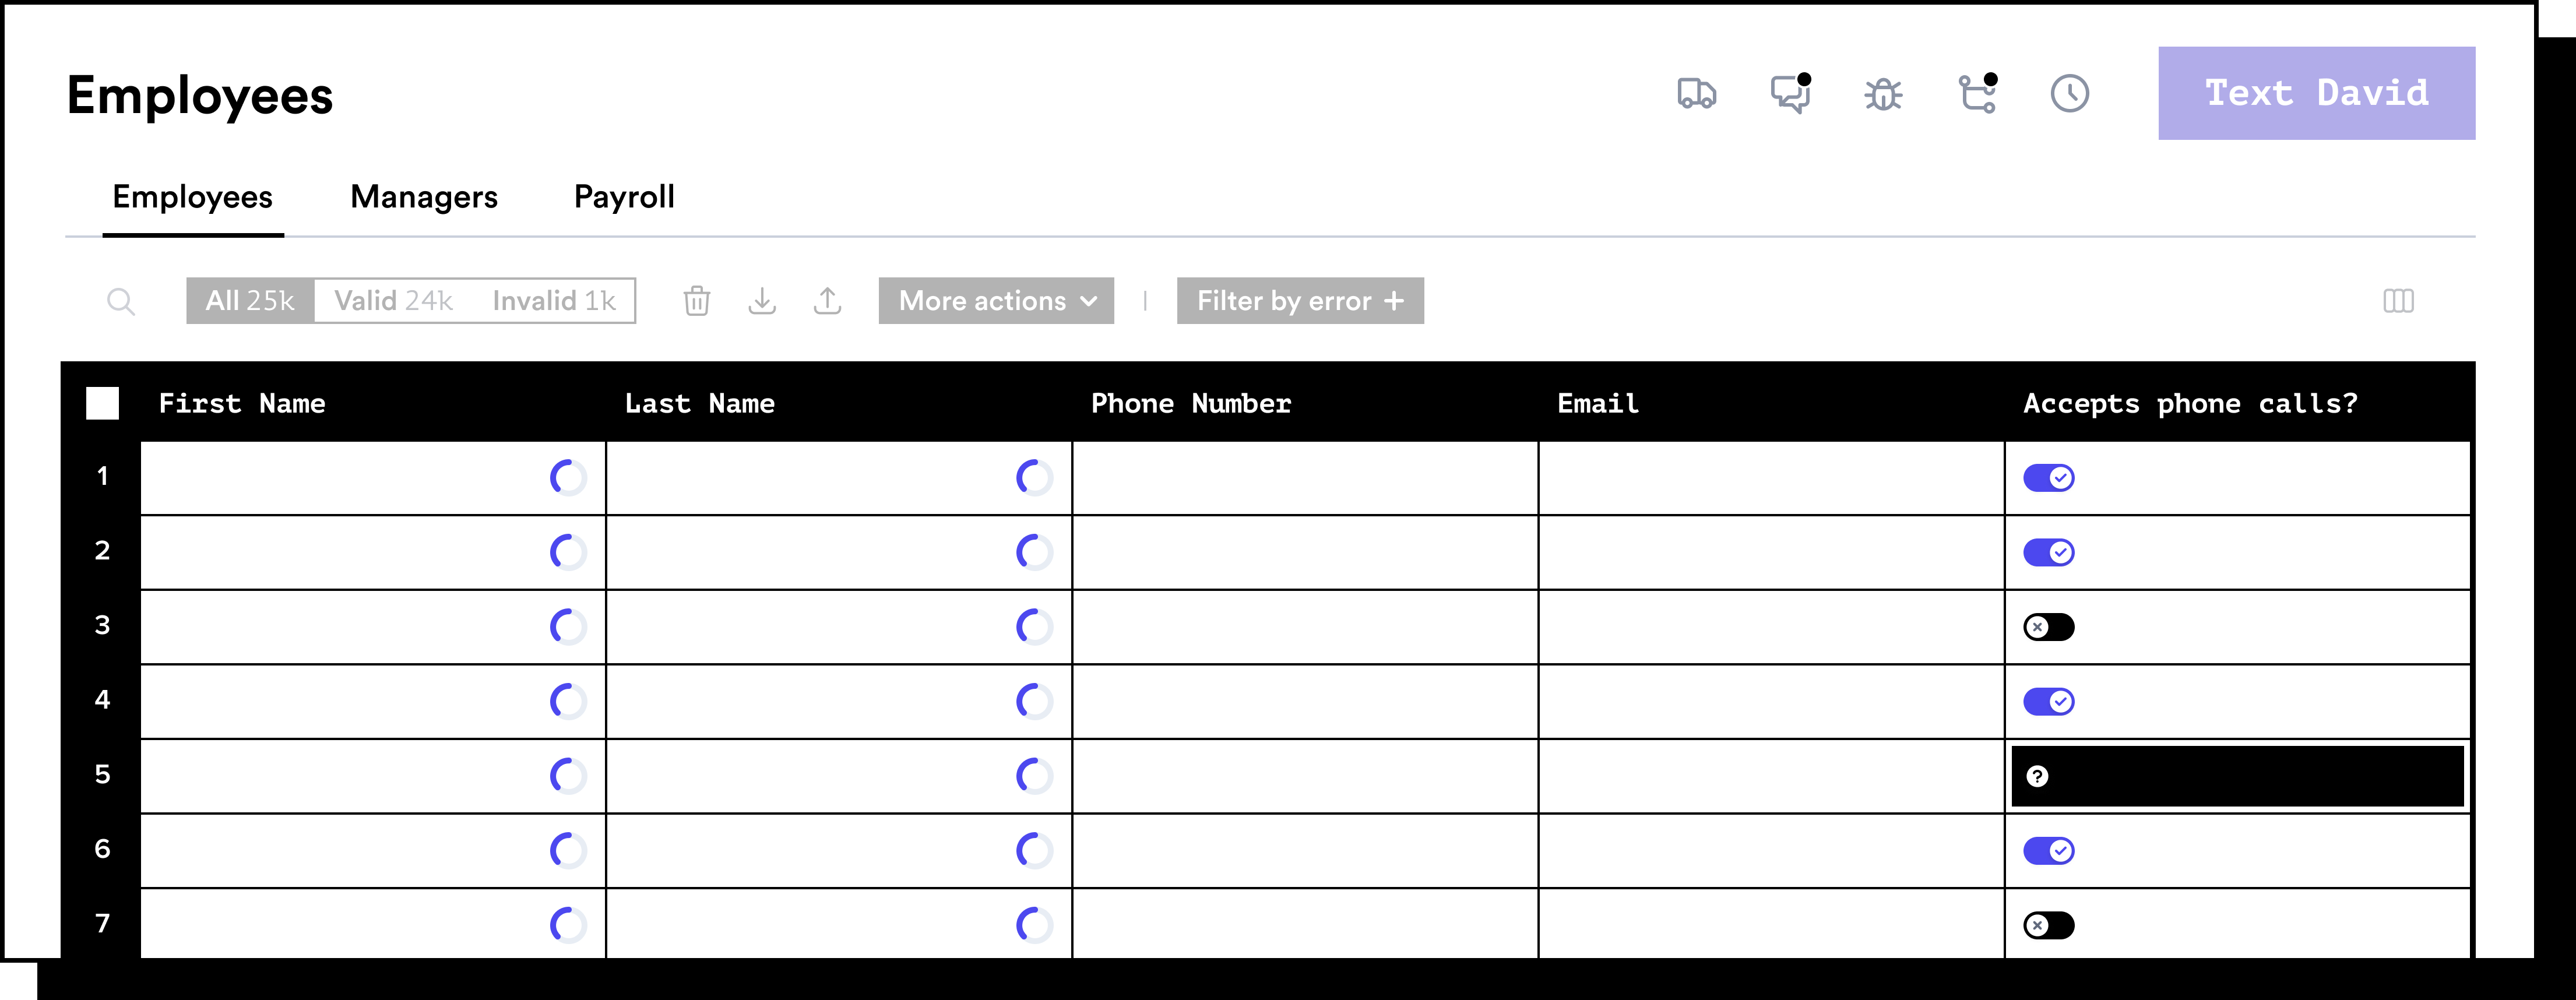 Employees
Text David
Employees Managers Payroll
All 25k Valid 24k Invalid 1k More actions Filter by error +
First Name Last Name Phone Number Email Accepts phone calls?
1
2
3
4
5 ?
6
7